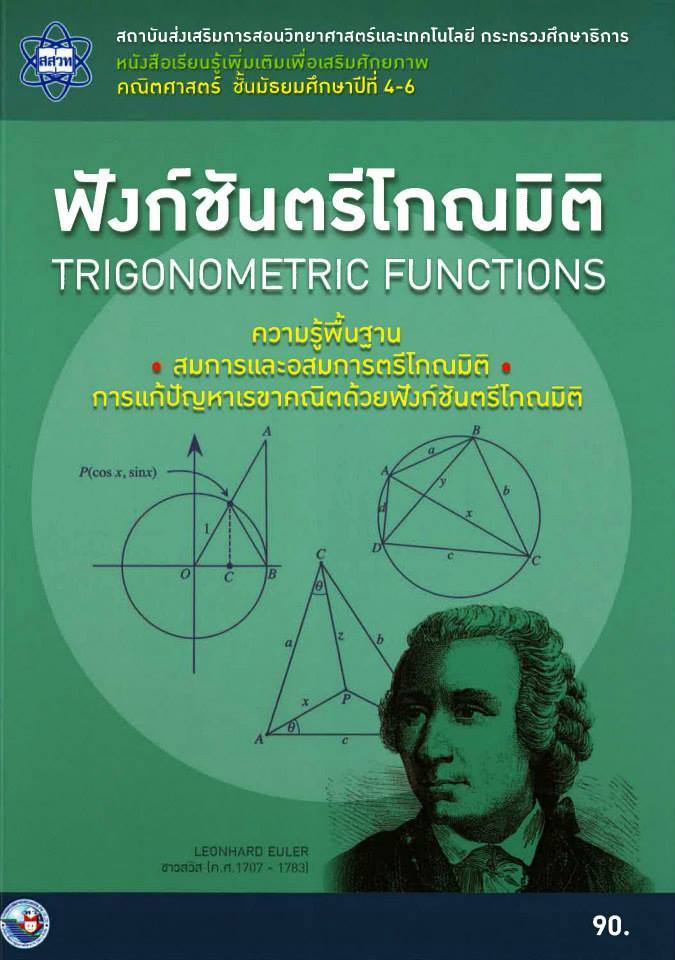 สสวท
สถาบันส่งเสริมการสอนวิทยาศาสตร์และเทคโนโลยี กระทรวงศึกษาธิการ
หนังสือเรียนรู้เพิ่มเติมเพื่อเสริมศักยภาพ
คณิตศาสตร์ ชั้นมัธยมศึกษาปีที่ 4-6
ฟังก์ชันตรีโกณมิติ
TRIGONOMETRIC FUNCTIONS
ความรู้พื้นฐาน
• สมการและอสมการตรีโกณมิติ •
การแก้ปัญหาเรขาคณิตด้วยฟังก์ชันตรีโกณมิติ
A
P(cos x, sinx)
1
O
C
B
B
A
a
y
b
d
x
D
c
C
C
θ
a
z
b
x
P
A
θ
c
LEONHARD EULER
ชาวสวิส (ค.ศ.1707 - 1783)
90.